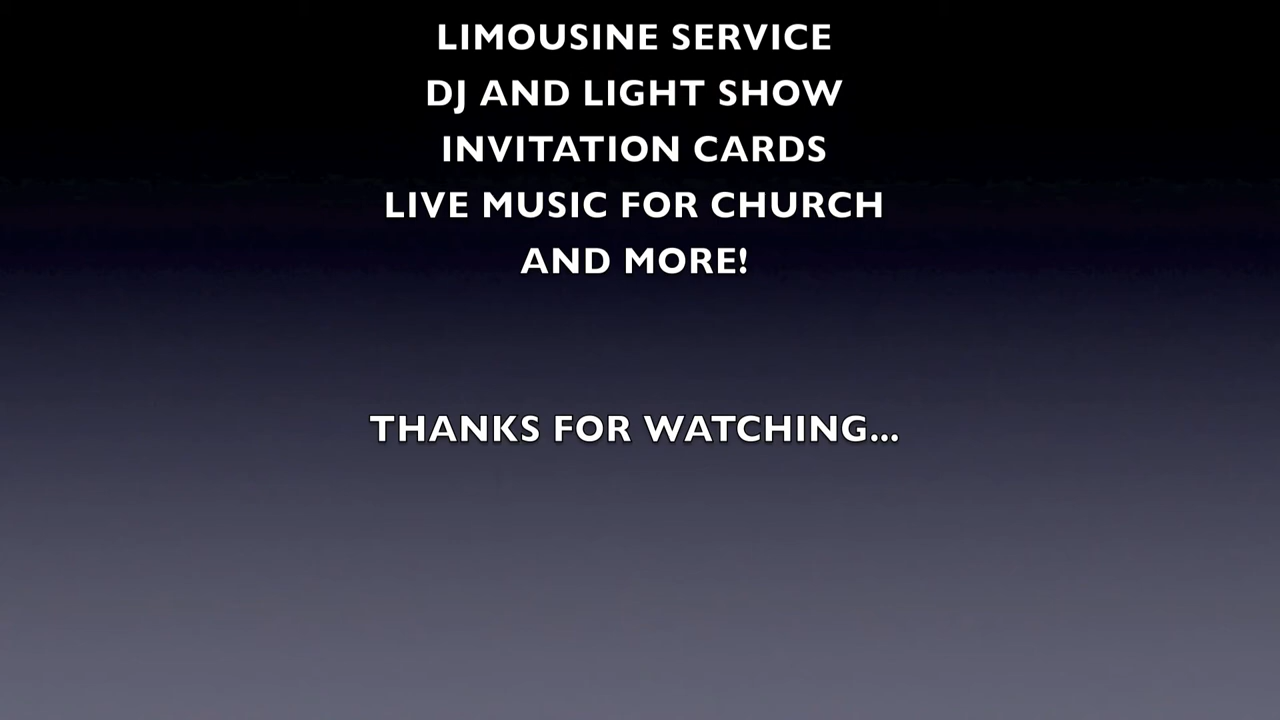 LIMOUSINE SERVICE
DJ AND LIGHT SHOW
INVITATION CARDS
LIVE MUSIC FOR CHURCH
AND MORE!
THANKS FOR WATCHING...